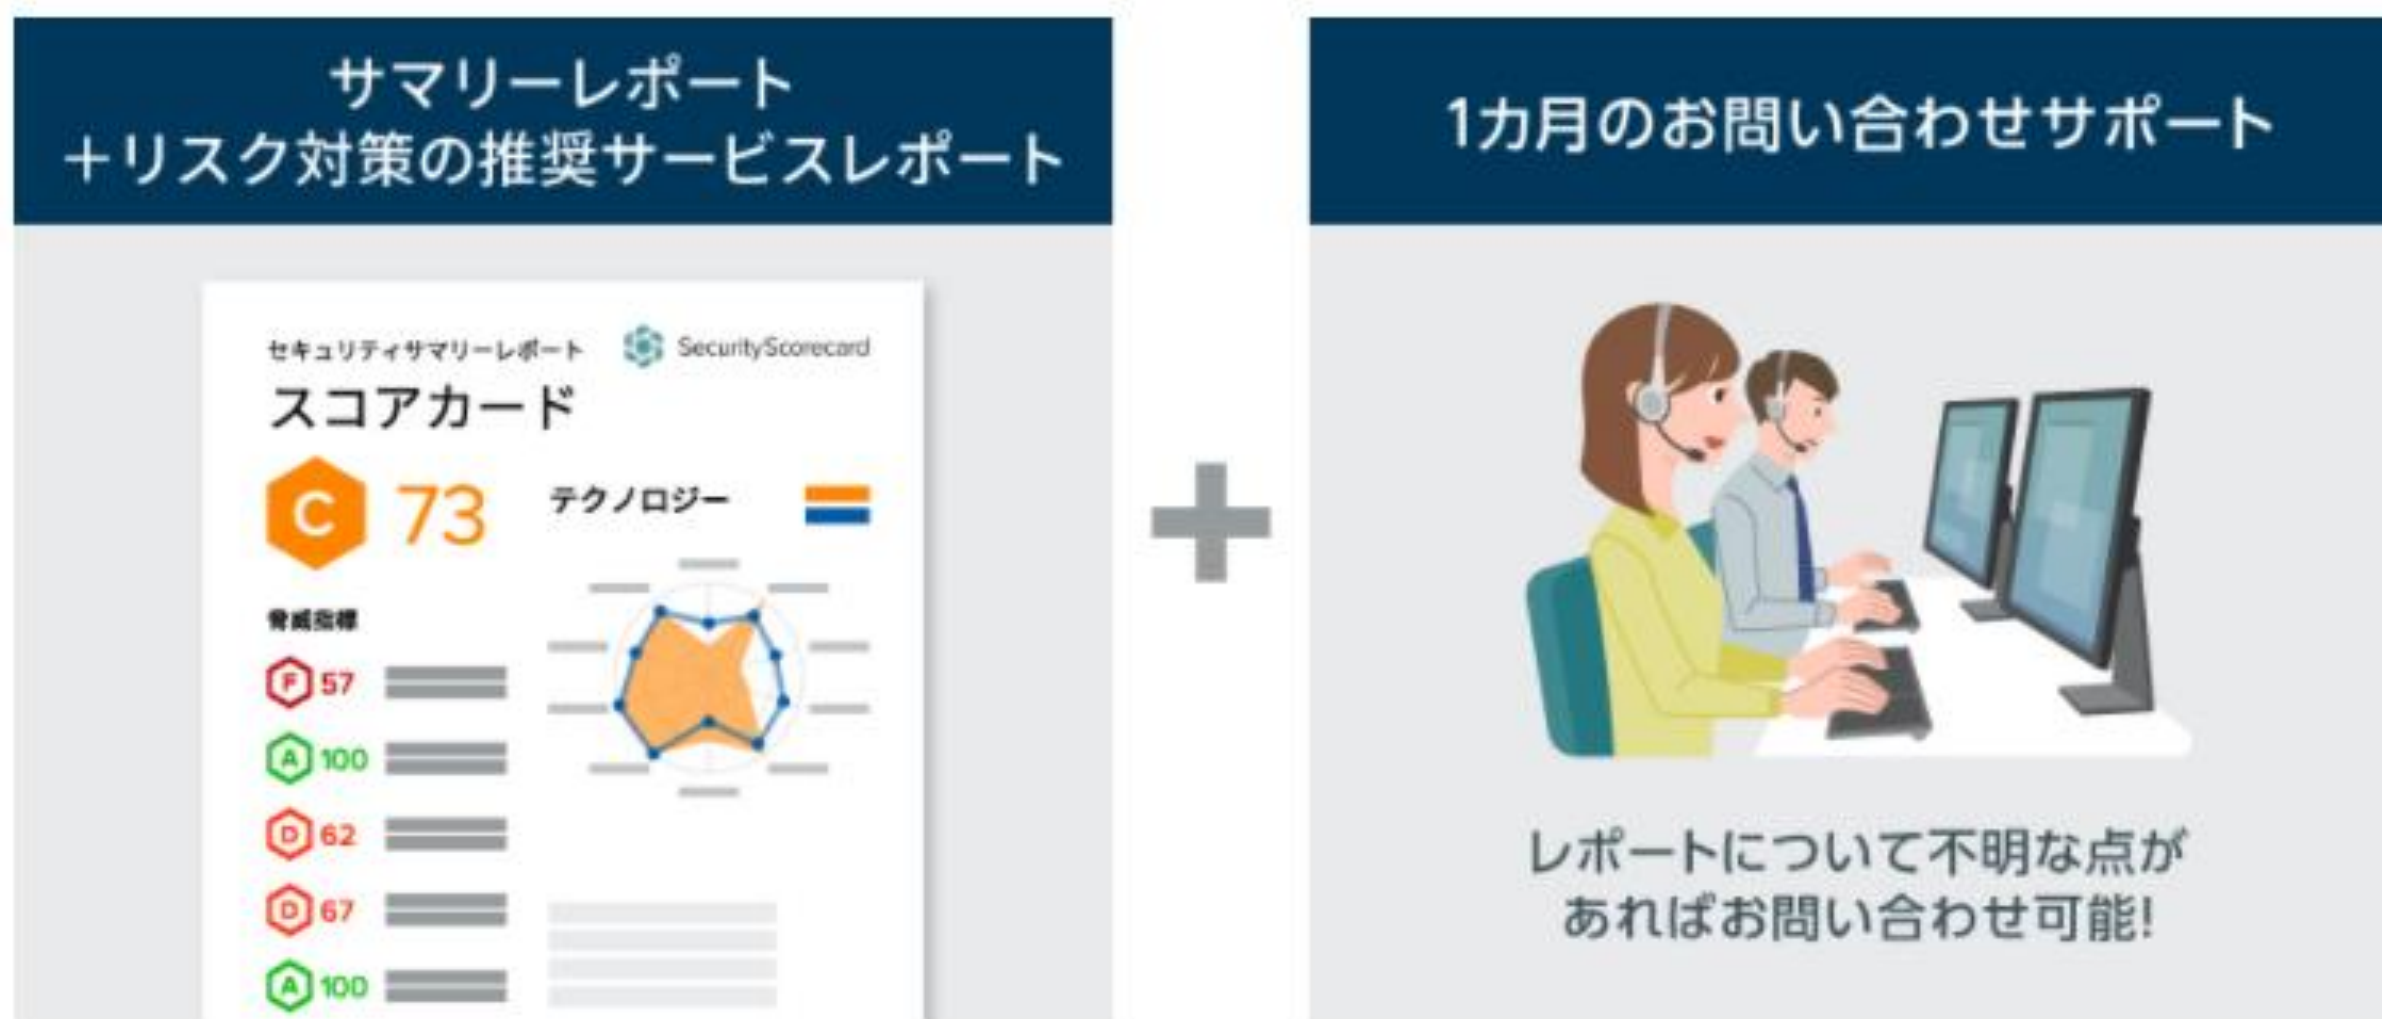 サマリーレポート
＋リスク対策の推奨サービスレポート
セキュリティサマリーレポート
SecurityScorecard
スコアカード
C 73
テクノロジー
脅威指標
F 57
A 100
D 62
D 67
A 100
1カ月のお問い合わせサポート
レポートについて不明な点が
あればお問い合わせ可能!